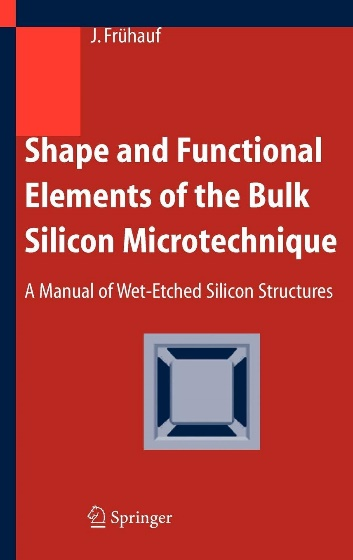 J. Frühauf
Shape and Functional
Elements of the Bulk
Silicon Microtechnique
A Manual of Wet-Etched Silicon Structures
Springer